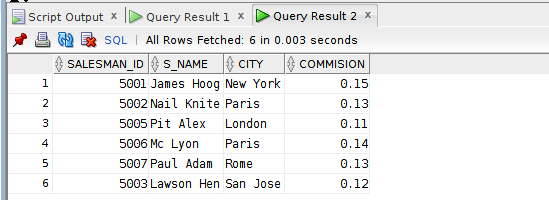 Script Output x Query Result 1 x Query Result 2 x
SQL | All Rows Fetched: 6 in 0.003 seconds
SALESMAN_ID S_NAME CITY COMMISION
1 5001 James Hoog New York 0.15
2 5002 Nail Knite Paris 0.13
3 5005 Pit Alex London 0.11
4 5006 Mc Lyon Paris 0.14
5 5007 Paul Adam Rome 0.13
6 5003 Lawson Hen San Jose 0.12